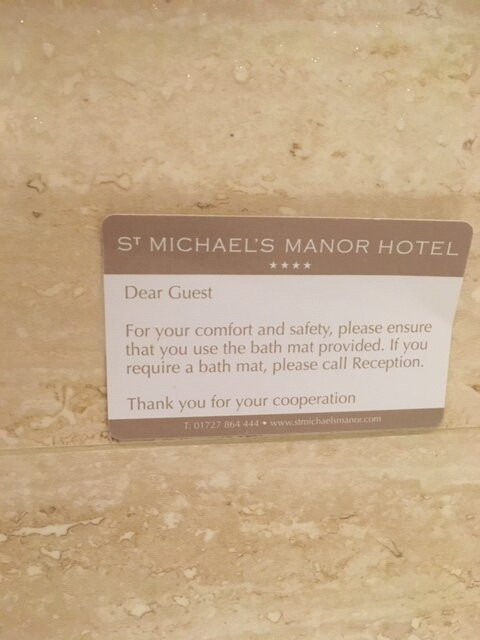 ST MICHAEL'S MANOR HOTEL
★★★★
Dear Guest
For your comfort and safety, please ensure
that you use the bath mat provided. If you
require a bath mat, please call Reception.
Thank you for your cooperation
T: 01727 864 444 • www.stmichaelsmanor.com